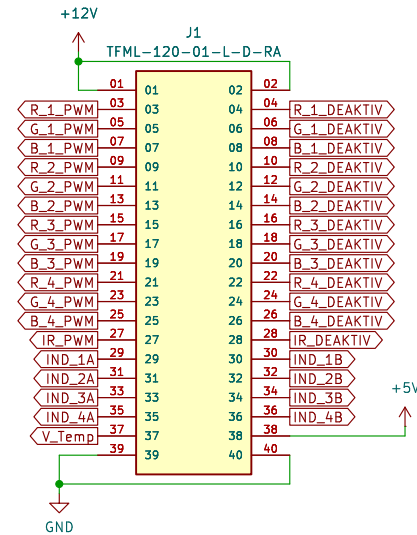 +12V
J1
TFML-120-01-L-D-RA
01 01 02 02
R_1_PWM 03 03 04 04 R_1_DEAKTIV
G_1_PWM 05 05 06 06 G_1_DEAKTIV
B_1_PWM 07 07 08 08 B_1_DEAKTIV
R_2_PWM 09 09 10 10 R_2_DEAKTIV
G_2_PWM 11 11 12 12 G_2_DEAKTIV
B_2_PWM 13 13 14 14 B_2_DEAKTIV
R_3_PWM 15 15 16 16 R_3_DEAKTIV
G_3_PWM 17 17 18 18 G_3_DEAKTIV
B_3_PWM 19 19 20 20 B_3_DEAKTIV
R_4_PWM 21 21 22 22 R_4_DEAKTIV
G_4_PWM 23 23 24 24 G_4_DEAKTIV
B_4_PWM 25 25 26 26 B_4_DEAKTIV
IR_PWM 27 27 28 28 IR_DEAKTIV
IND_1A 29 29 30 30 IND_1B
IND_2A 31 31 32 32 IND_2B
IND_3A 33 33 34 34 IND_3B
IND_4A 35 35 36 36 IND_4B
+5V
V_Temp 37 37 38 38
39 39 40 40
GND